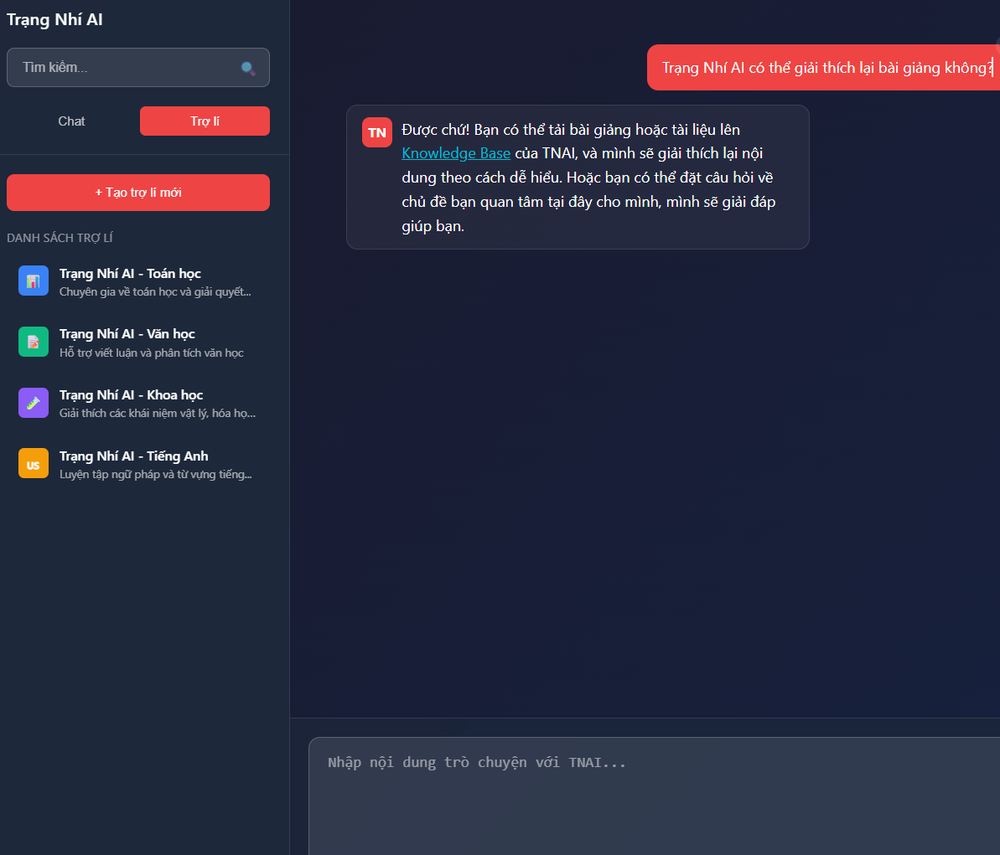 Trạng Nhí AI
Tìm kiếm...
Chat
Trợ lí
+ Tạo trợ lí mới
DANH SÁCH TRỢ LÍ
Trạng Nhí AI - Toán học
Chuyên gia về toán học và giải quyết...
Trạng Nhí AI - Văn học
Hỗ trợ viết luận và phân tích văn học
Trạng Nhí AI - Khoa học
Giải thích các khái niệm vật lý, hóa họ...
US
Trạng Nhí AI - Tiếng Anh
Luyện tập ngữ pháp và từ vựng tiếng...
Trạng Nhí AI có thể giải thích lại bài giảng không?
TN
Được chứ! Bạn có thể tải bài giảng hoặc tài liệu lên
Knowledge Base của TNAI, và mình sẽ giải thích lại nội
dung theo cách dễ hiểu. Hoặc bạn có thể đặt câu hỏi về
chủ đề bạn quan tâm tại đây cho mình, mình sẽ giải đáp
giúp bạn.
Nhập nội dung trò chuyện với TNAI...